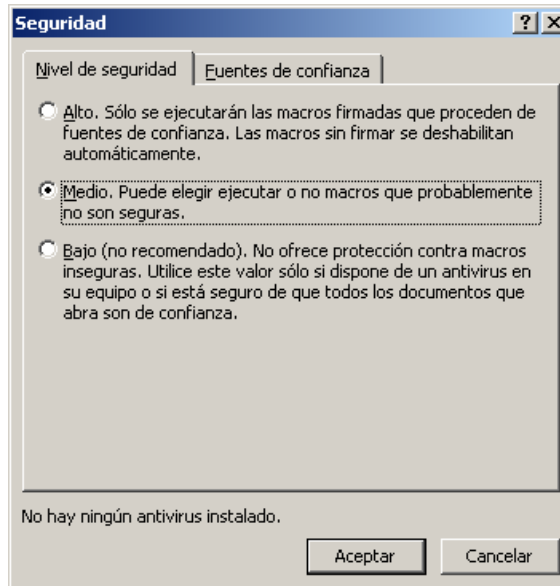 Seguridad
Nivel de seguridad
Fuentes de confianza
Alto. Sólo se ejecutarán las macros firmadas que proceden de
fuentes de confianza. Las macros sin firmar se deshabilitan
automáticamente.
Medio. Puede elegir ejecutar o no macros que probablemente
no son seguras.
Bajo (no recomendado). No ofrece protección contra macros
inseguras. Utilice este valor sólo si dispone de un antivirus en
su equipo o si está seguro de que todos los documentos que
abra son de confianza.
No hay ningún antivirus instalado.
Aceptar
Cancelar